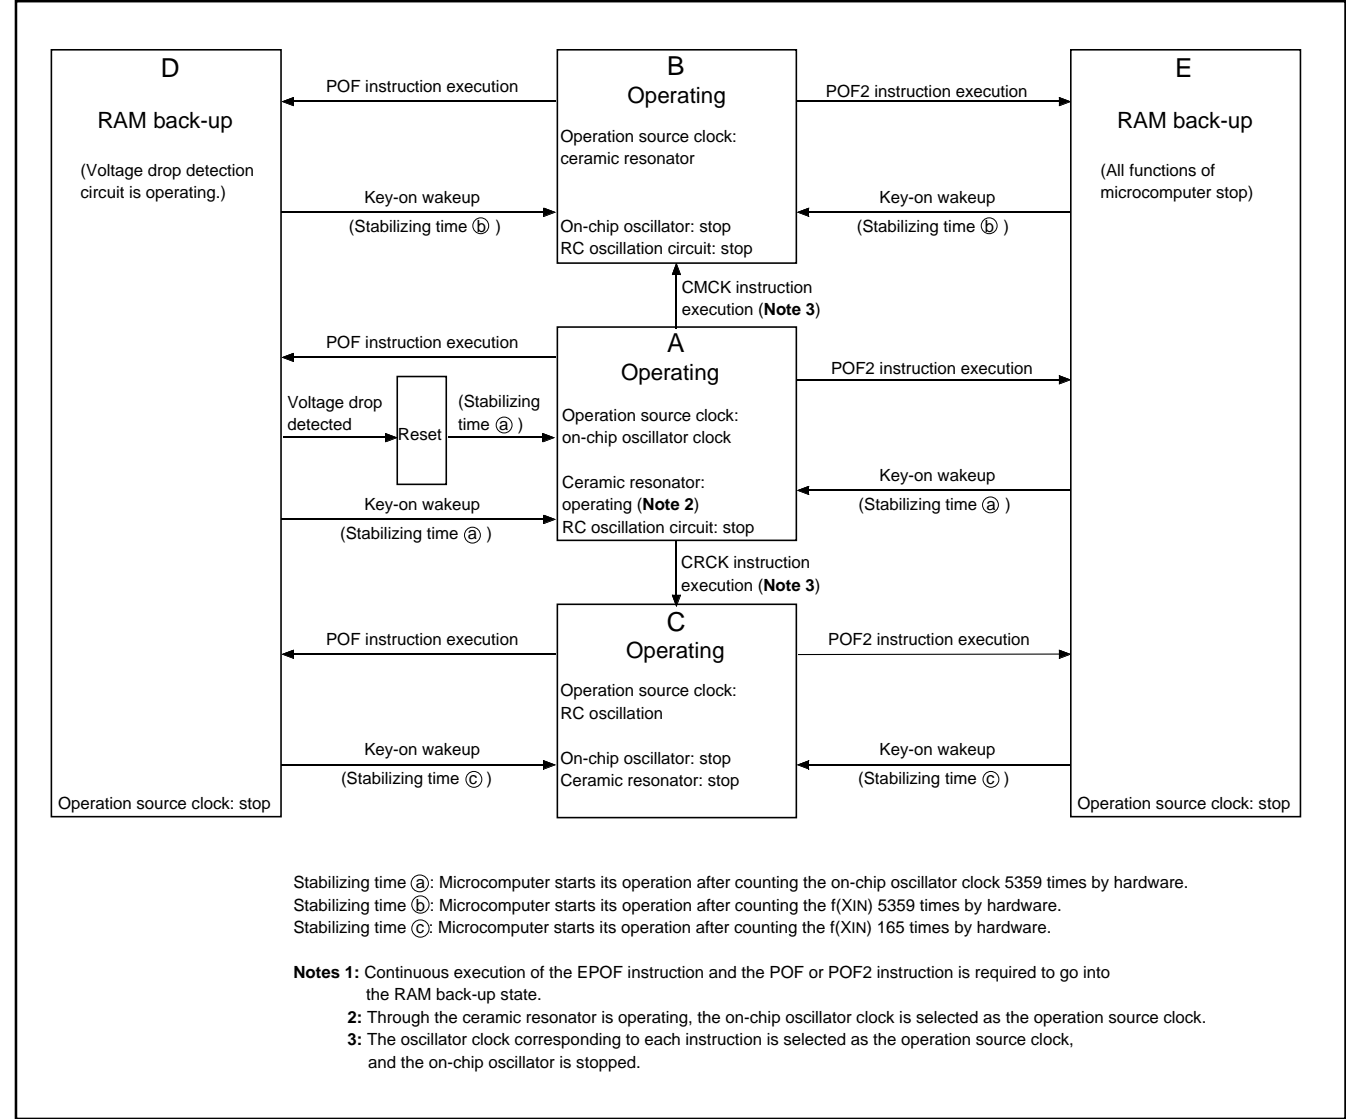 D
RAM back-up
(Voltage drop detection
circuit is operating.)
Operation source clock: stop
POF instruction execution
Key-on wakeup
(Stabilizing time ⓑ )
B
Operating
Operation source clock:
ceramic resonator
On-chip oscillator: stop
RC oscillation circuit: stop
POF2 instruction execution
Key-on wakeup
(Stabilizing time ⓑ )
E
RAM back-up
(All functions of
microcomputer stop)
Operation source clock: stop
CMCK instruction
execution (Note 3)
POF instruction execution
Voltage drop
detected
Reset
(Stabilizing
time ⓐ )
Key-on wakeup
(Stabilizing time ⓐ )
A
Operating
Operation source clock:
on-chip oscillator clock
Ceramic resonator:
operating (Note 2)
RC oscillation circuit: stop
POF2 instruction execution
Key-on wakeup
(Stabilizing time ⓐ )
CRCK instruction
execution (Note 3)
POF instruction execution
Key-on wakeup
(Stabilizing time ⓒ )
C
Operating
Operation source clock:
RC oscillation
On-chip oscillator: stop
Ceramic resonator: stop
POF2 instruction execution
Key-on wakeup
(Stabilizing time ⓒ )
Stabilizing time ⓐ: Microcomputer starts its operation after counting the on-chip oscillator clock 5359 times by hardware.
Stabilizing time ⓑ: Microcomputer starts its operation after counting the f(XIN) 5359 times by hardware.
Stabilizing time ⓒ: Microcomputer starts its operation after counting the f(XIN) 165 times by hardware.
Notes 1: Continuous execution of the EPOF instruction and the POF or POF2 instruction is required to go into
the RAM back-up state.
2: Through the ceramic resonator is operating, the on-chip oscillator clock is selected as the operation source clock.
3: The oscillator clock corresponding to each instruction is selected as the operation source clock,
and the on-chip oscillator is stopped.